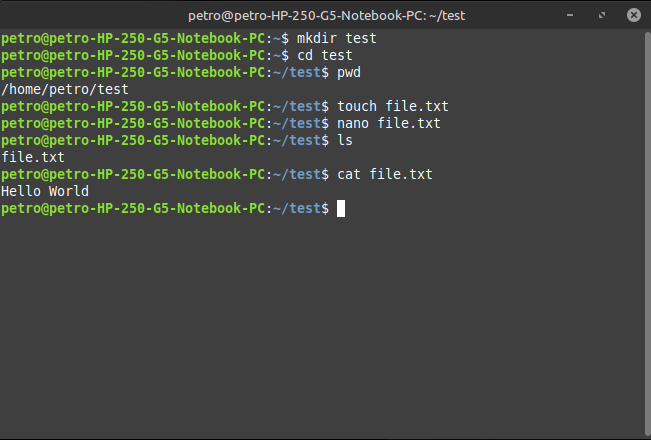 petro@petro-HP-250-G5-Notebook-PC: ~/test
petro@petro-HP-250-G5-Notebook-PC:~$ mkdir test
petro@petro-HP-250-G5-Notebook-PC:~$ cd test
petro@petro-HP-250-G5-Notebook-PC:~/test$ pwd
/home/petro/test
petro@petro-HP-250-G5-Notebook-PC:~/test$ touch file.txt
petro@petro-HP-250-G5-Notebook-PC:~/test$ nano file.txt
petro@petro-HP-250-G5-Notebook-PC:~/test$ ls
file.txt
petro@petro-HP-250-G5-Notebook-PC:~/test$ cat file.txt
Hello World
petro@petro-HP-250-G5-Notebook-PC:~/test$